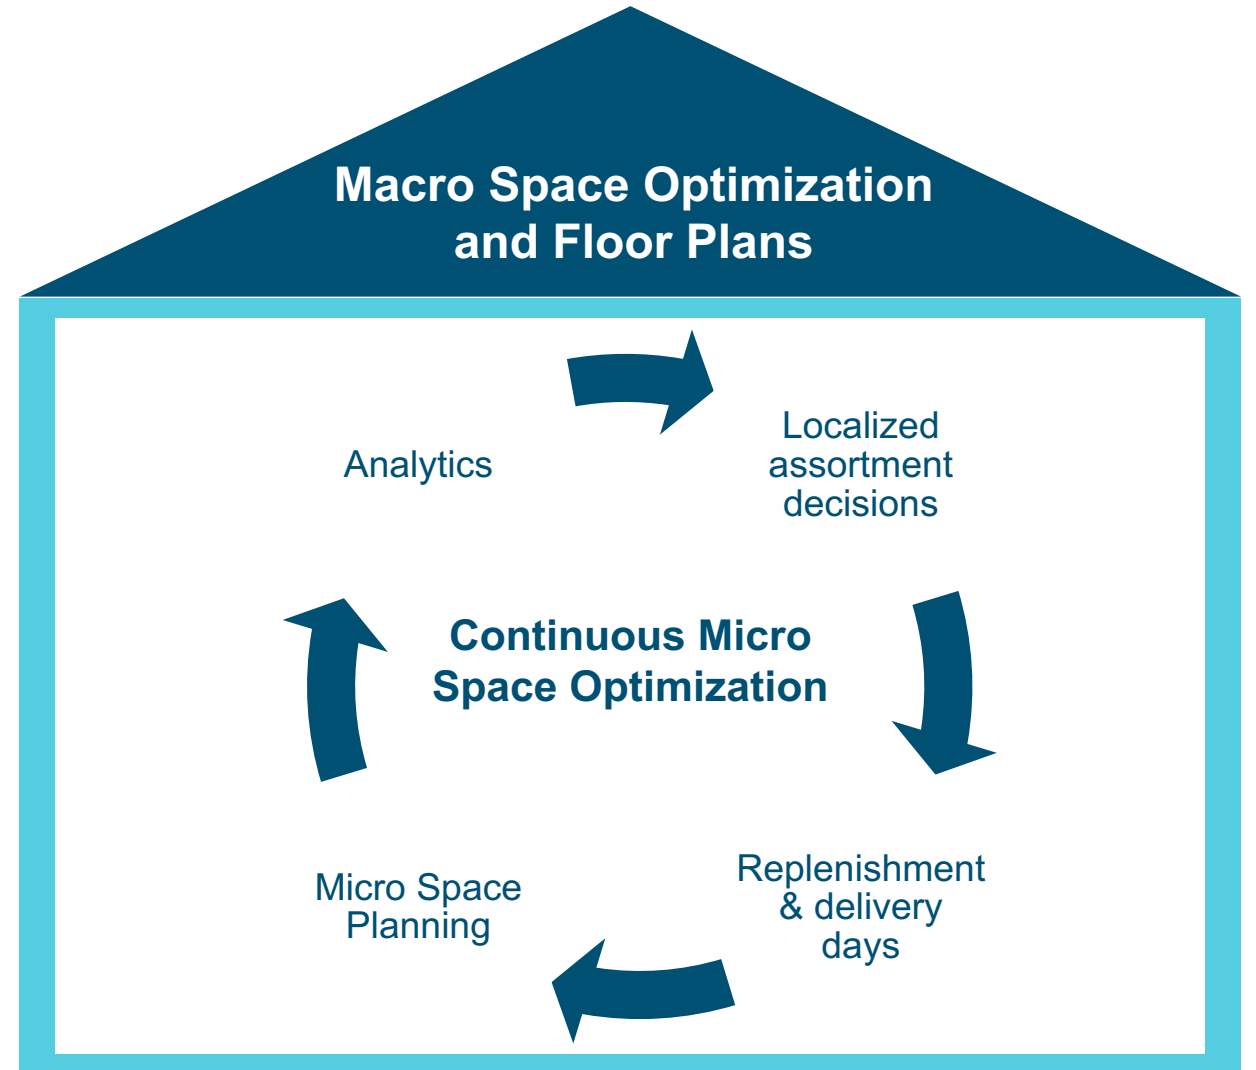 Macro Space Optimization
and Floor Plans
Analytics
Localized
assortment
decisions
Continuous Micro
Space Optimization
Micro Space
Planning
Replenishment
& delivery
days